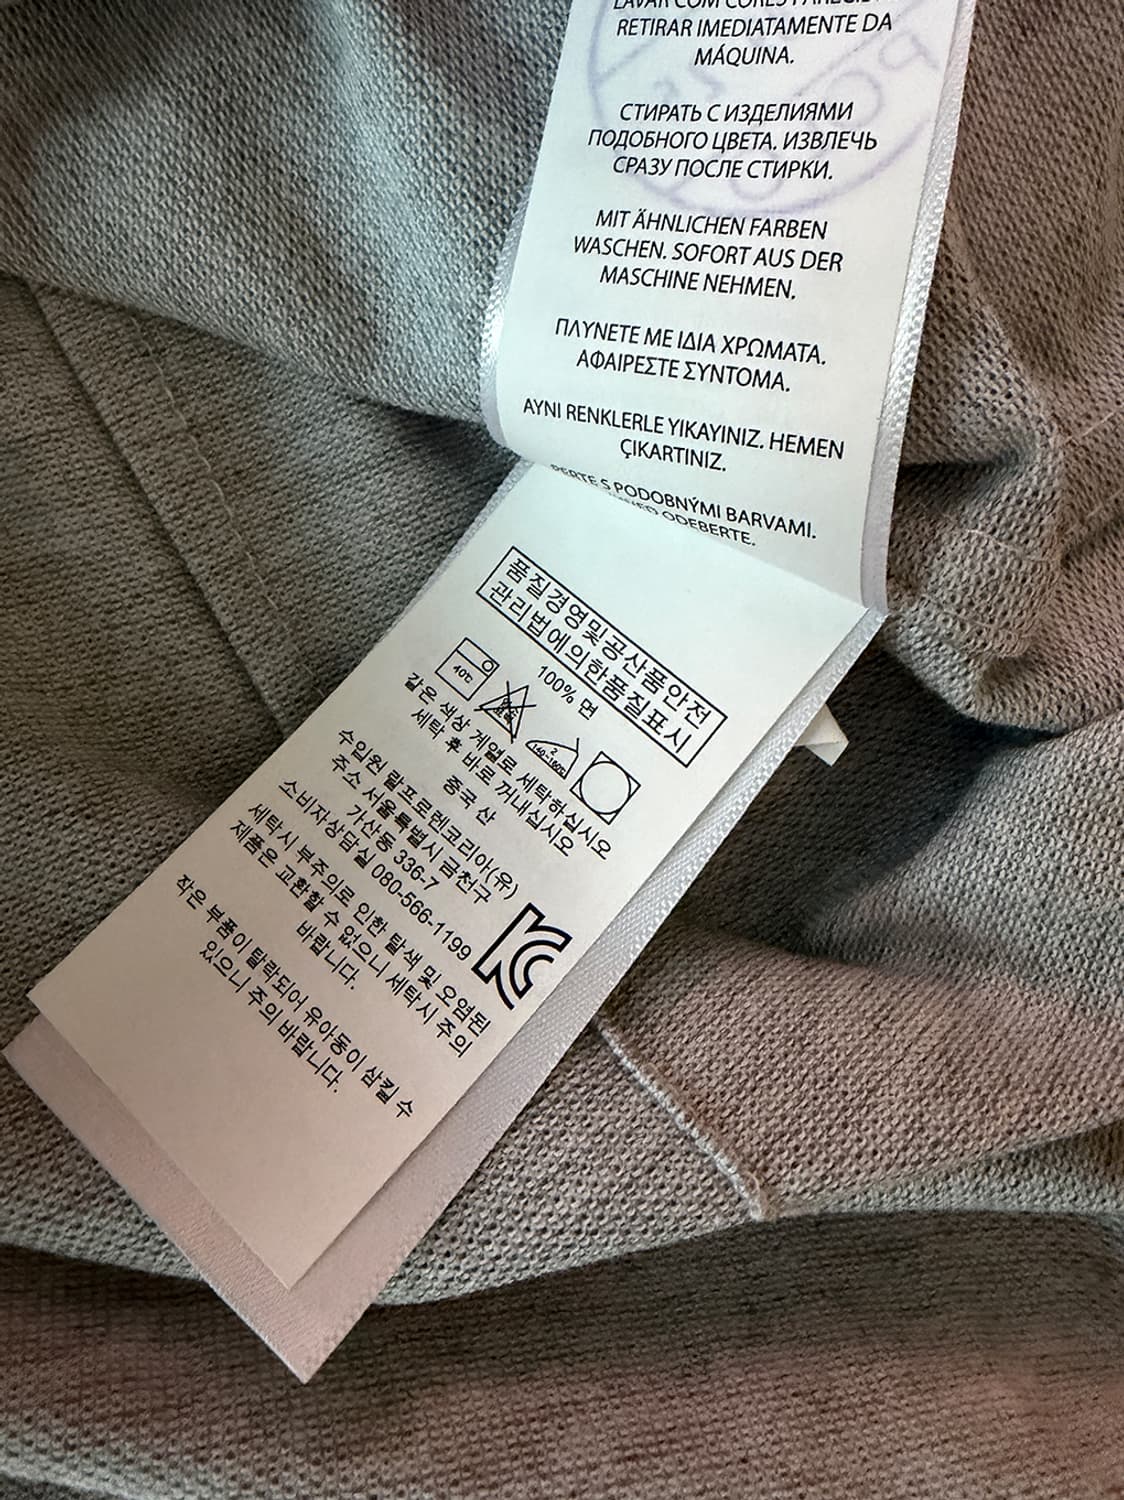 LAVAR COM CORES PARECIDAS.
RETIRAR IMEDIATAMENTE DA
MÁQUINA.
СТИРАТЬ С ИЗДЕЛИЯМИ
ПОДОБНОГО ЦВЕТА. ИЗВЛЕЧЬ
СРАЗУ ПОСЛЕ СТИРКИ.
MIT ÄHNLICHEN FARBEN
WASCHEN. SOFORT AUS DER
MASCHINE NEHMEN.
ΠΛΥΝΕΤΕ ΜΕ ΙΔΙΑ ΧΡΩΜΑΤΑ.
ΑΦΑΙΡΕΣΤΕ ΣΥΝΤΟΜΑ.
AYNI RENKLERLE YIKAYINIZ. HEMEN
ÇIKARTINIZ.
PERTE S PODOBNÝMI BARVAMI.
ODEBERTE.
품질경영및공산품안전
관리법에의한품질표시
100% 면
40℃
2
140~160℃
같은 색상 계열로 세탁하십시오
세탁 후 바로 꺼내십시오
중국 산
수입원 랄프로렌코리아(유)
주소 서울특별시 금천구
가산동 336-7
소비자상담실 080-566-1199
세탁시 부주의로 인한 탈색 및 오염된
제품은 교환할 수 없으니 세탁시 주의
바랍니다.
작은 부품이 탈락되어 유아동이 삼킬 수
있으니 주의 바랍니다.